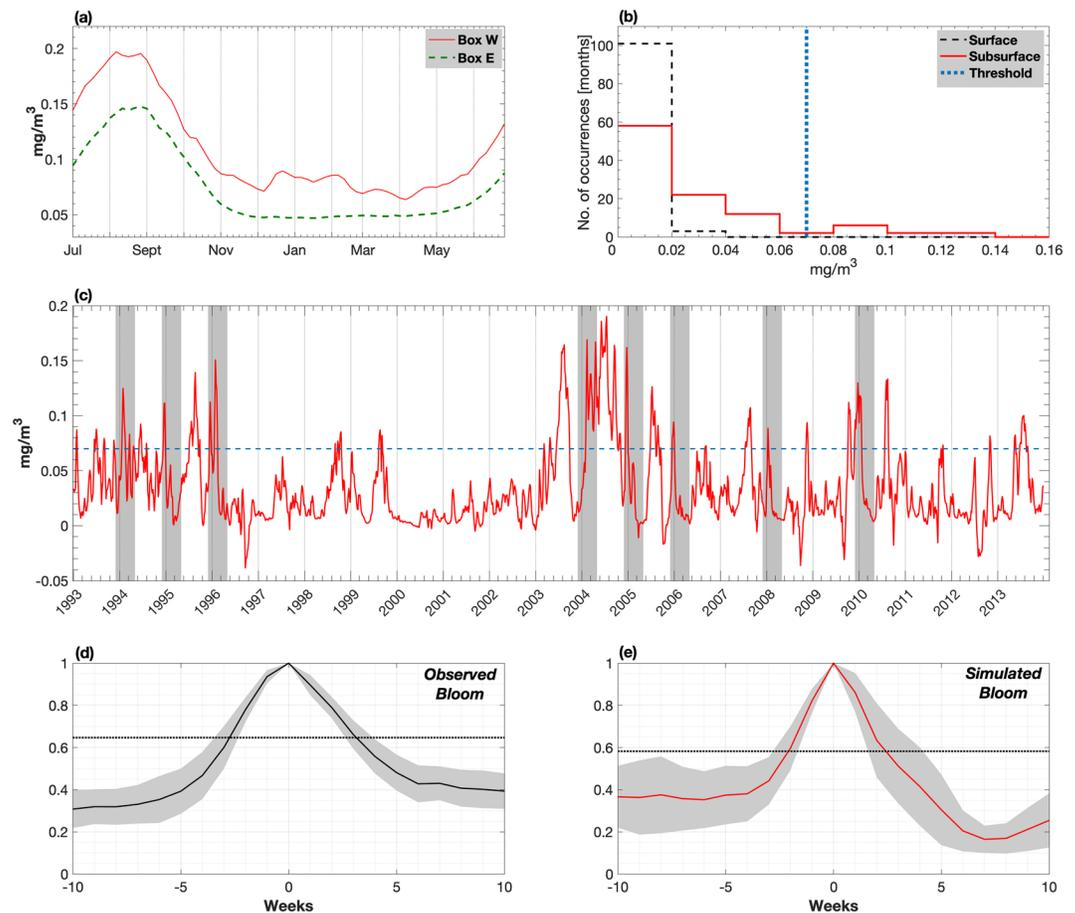 (a)
mg/m³
0.2
0.15
0.1
0.05
Jul Sept Nov Jan Mar May
Box W
Box E
(b)
No. of occurrences [months]
100
80
60
40
20
0
0 0.02 0.04 0.06 0.08 0.1 0.12 0.14 0.16
mg/m³
Surface
Subsurface
Threshold
(c)
mg/m³
0.2
0.15
0.1
0.05
0
-0.05
1993 1994 1995 1996 1997 1998 1999 2000 2001 2002 2003 2004 2005 2006 2007 2008 2009 2010 2011 2012 2013
(d)
1
0.8
0.6
0.4
0.2
0
-10 -5 0 5 10
Weeks
Observed
Bloom
(e)
1
0.8
0.6
0.4
0.2
0
-10 -5 0 5 10
Weeks
Simulated
Bloom